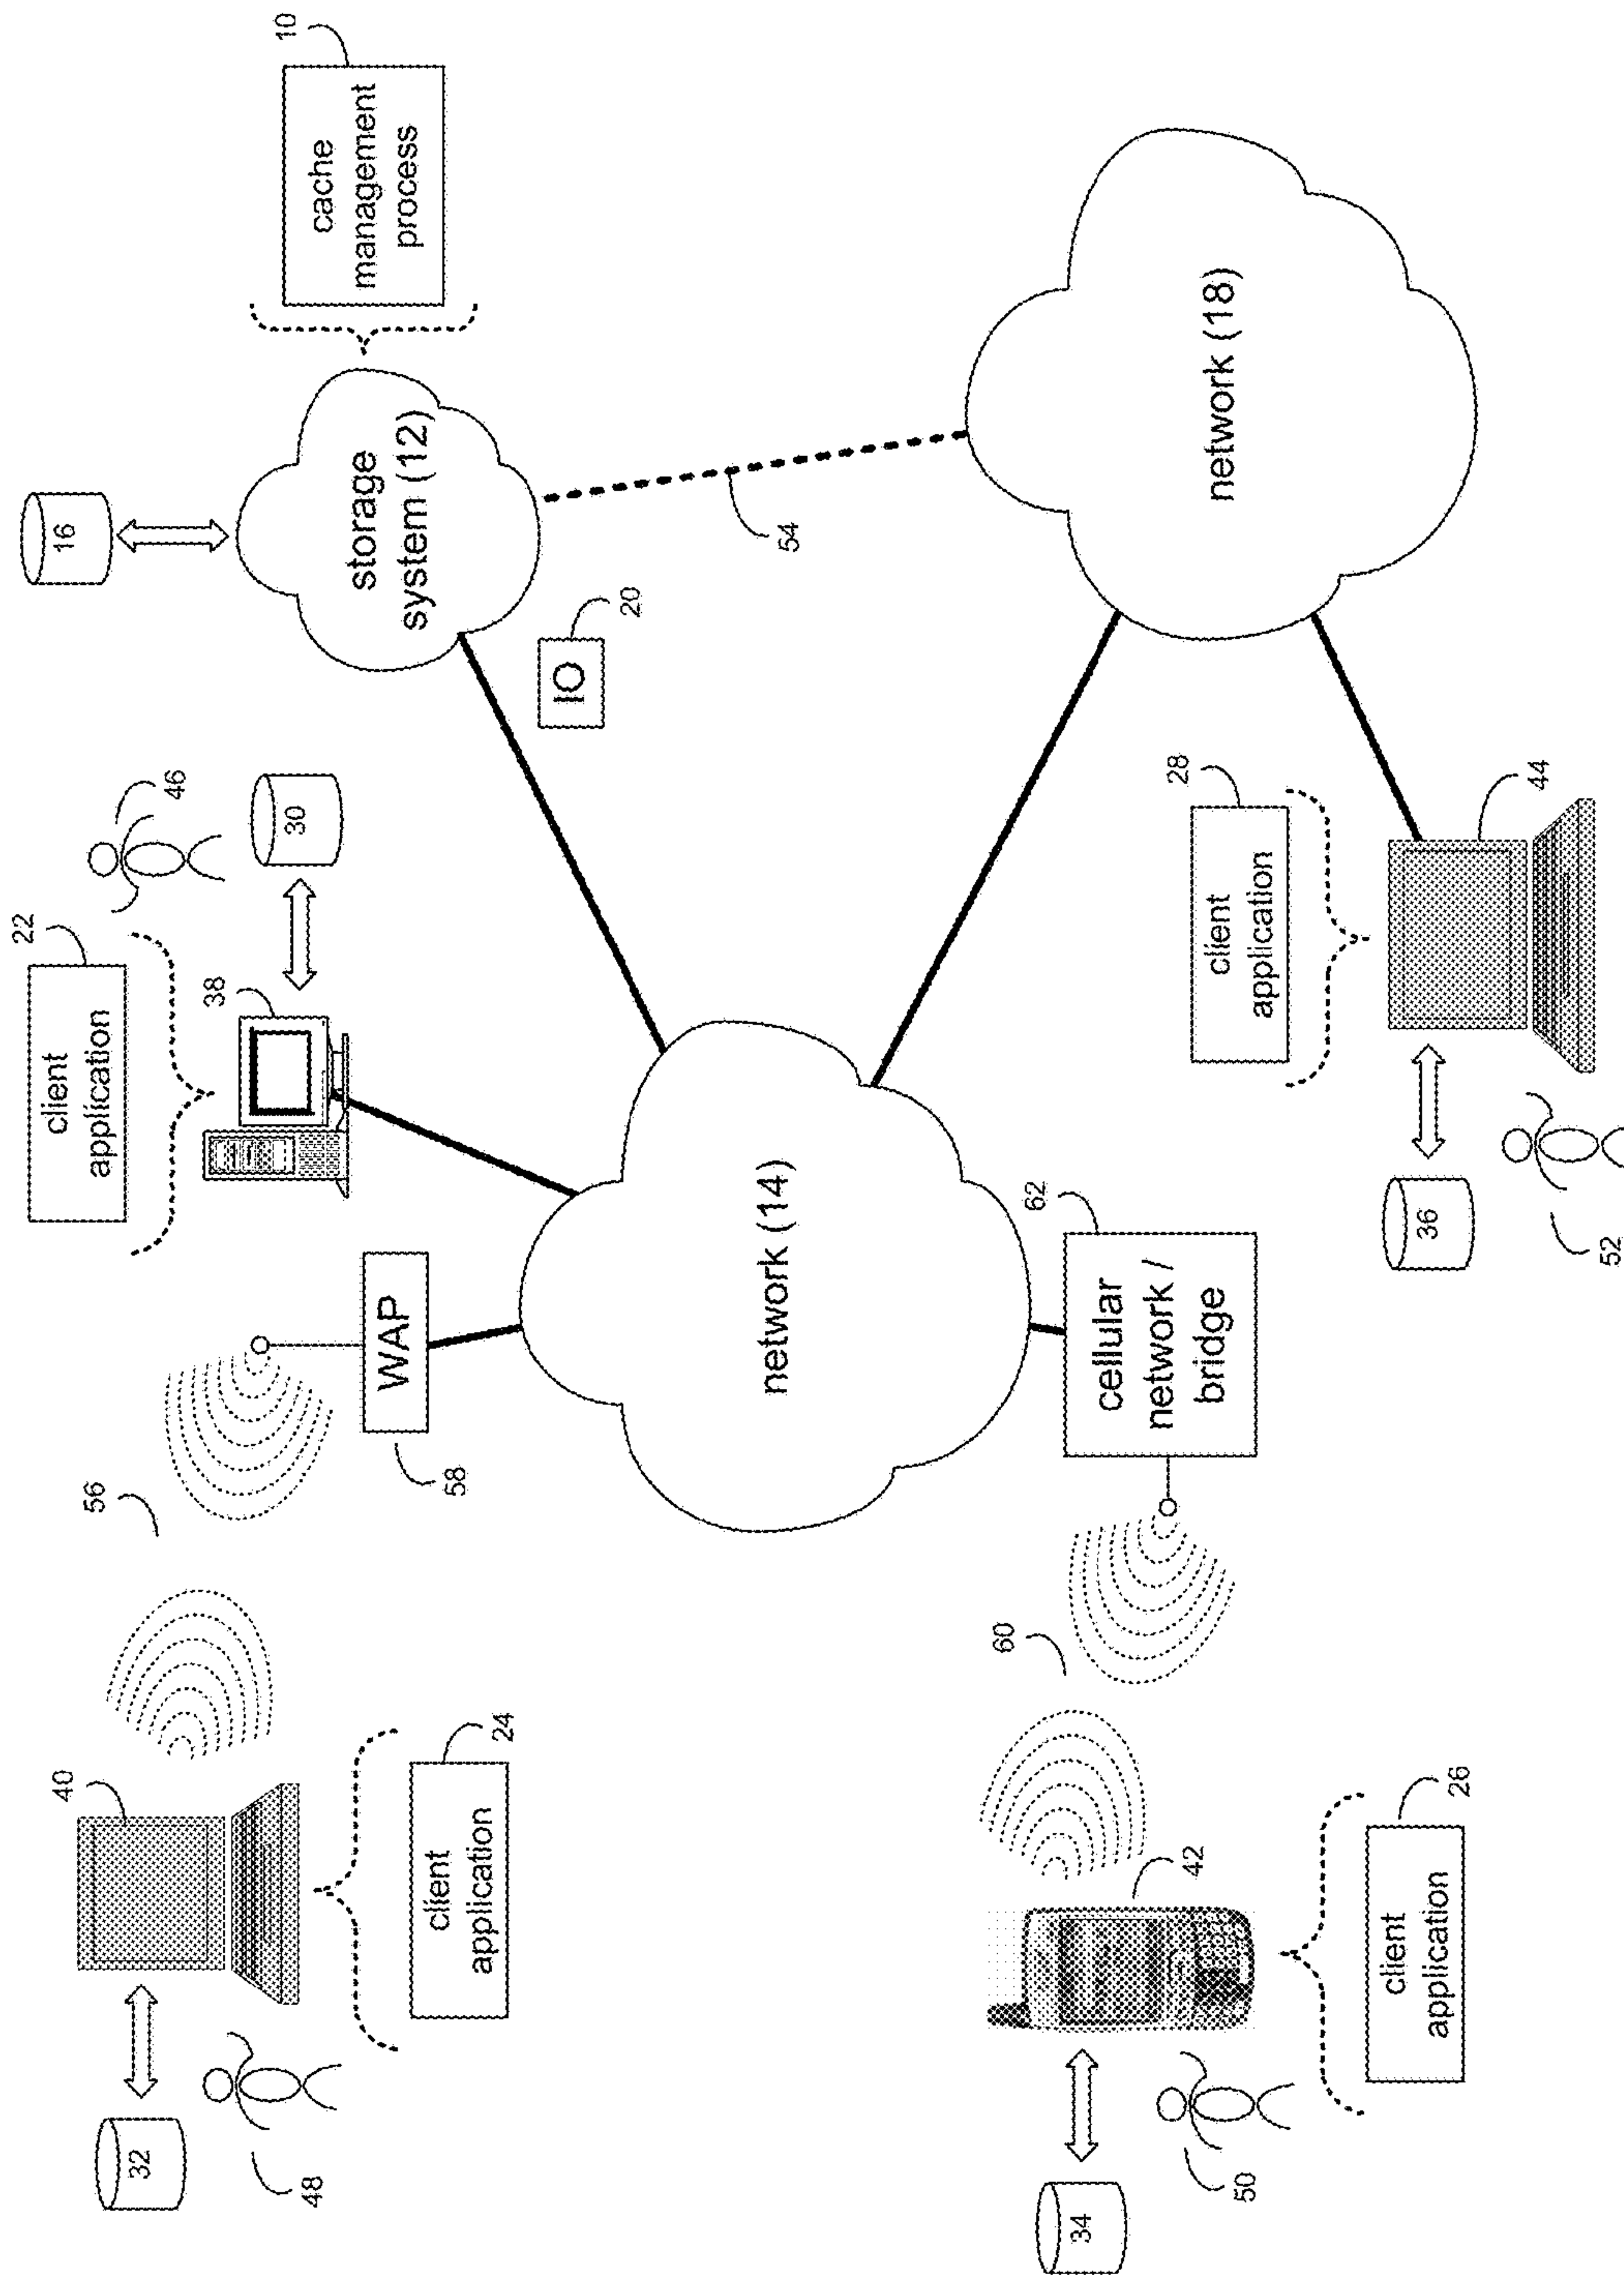 32
48
40
client
application
24
56
WAP
58
client
application
22
38
46
30
16
storage
system (12)
cache
management
process
10
IO
20
54
network (14)
34
50
42
client
application
26
60
cellular
network /
bridge
62
36
52
client
application
28
44
network (18)